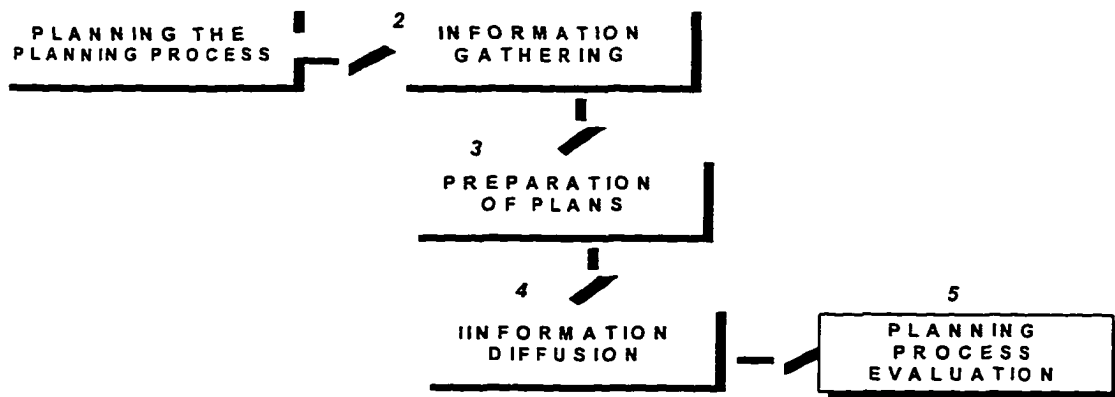 PLANNING THE
PLANNING PROCESS
2
INFORMATION
GATHERING
3
PREPARATION
OF PLANS
4
IINFORMATION
DIFFUSION
5
PLANNING
PROCESS
EVALUATION